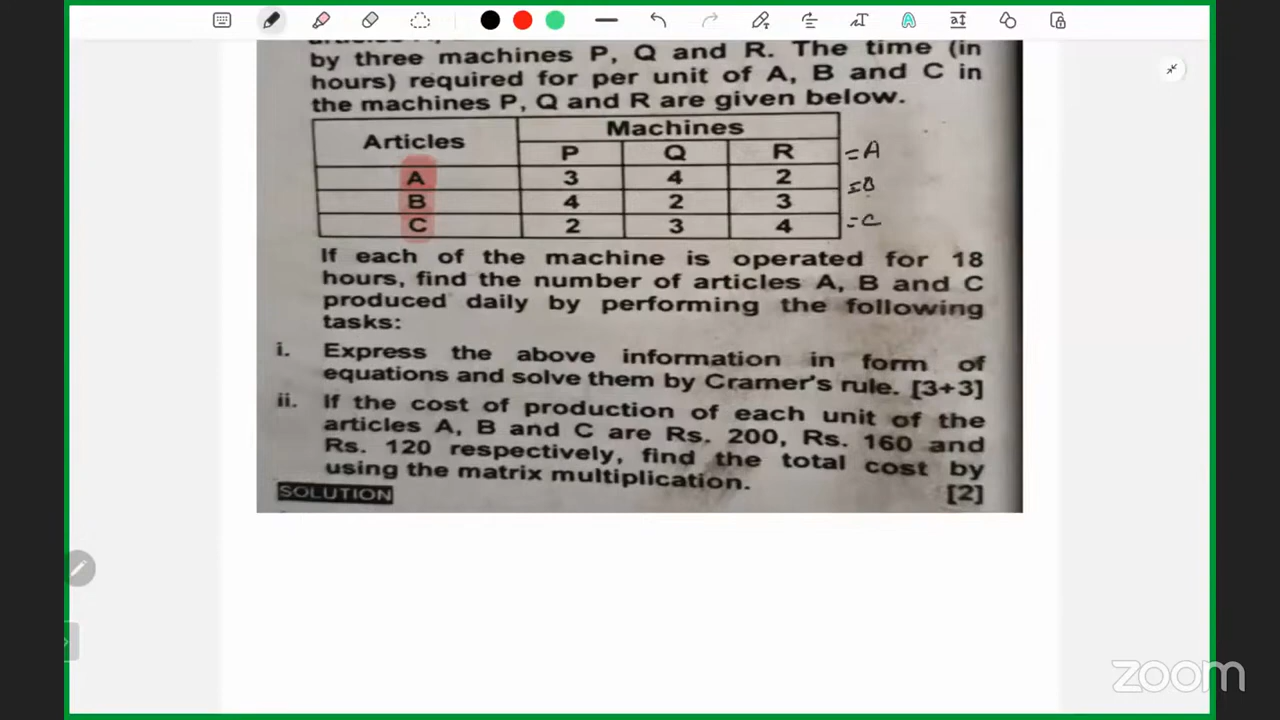 by three machines P, Q and R. The time (in
hours) required for per unit of A, B and C in
the machines P, Q and R are given below.
Articles Machines
P Q R =A
A 3 4 2 =B
B 4 2 3
C 2 3 4 =C
If each of the machine is operated for 18
hours, find the number of articles A, B and C
produced daily by performing the following
tasks:
i. Express the above information in form of
equations and solve them by Cramer's rule. [3+3]
ii. If the cost of production of each unit of the
articles A, B and C are Rs. 200, Rs. 160 and
Rs. 120 respectively, find the total cost by
using the matrix multiplication. [2]
SOLUTION
zoom